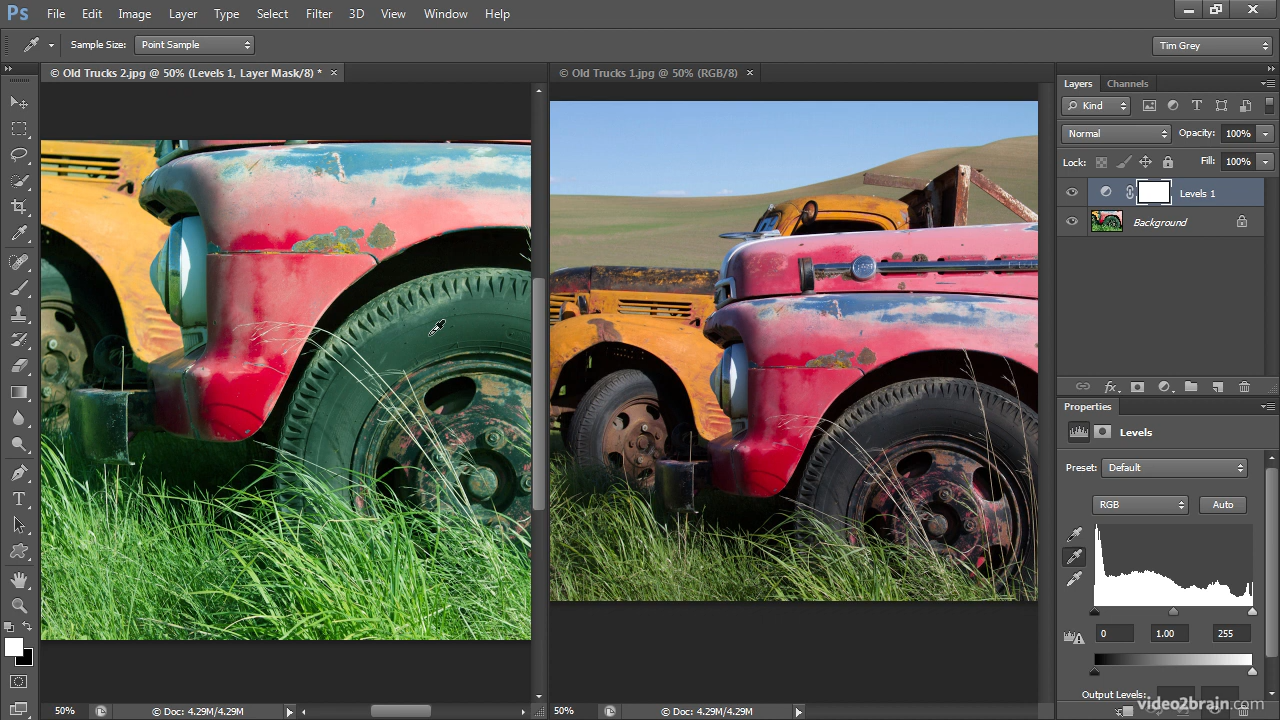 Ps File Edit Image Layer Type Select Filter 3D View Window Help
Sample Size: Point Sample Tim Grey
© Old Trucks 2.jpg @ 50% (Levels 1, Layer Mask/8) * ×
© Old Trucks 1.jpg @ 50% (RGB/8) ×
Layers Channels
Kind
Normal Opacity: 100%
Lock: Fill: 100%
Levels 1
Background
fx
Properties
Levels
Preset: Default
RGB Auto
0 1.00 255
Output Levels:
50% © Doc: 4.29M/4.29M
50% © Doc: 4.29M/4.29M
video2brain.com